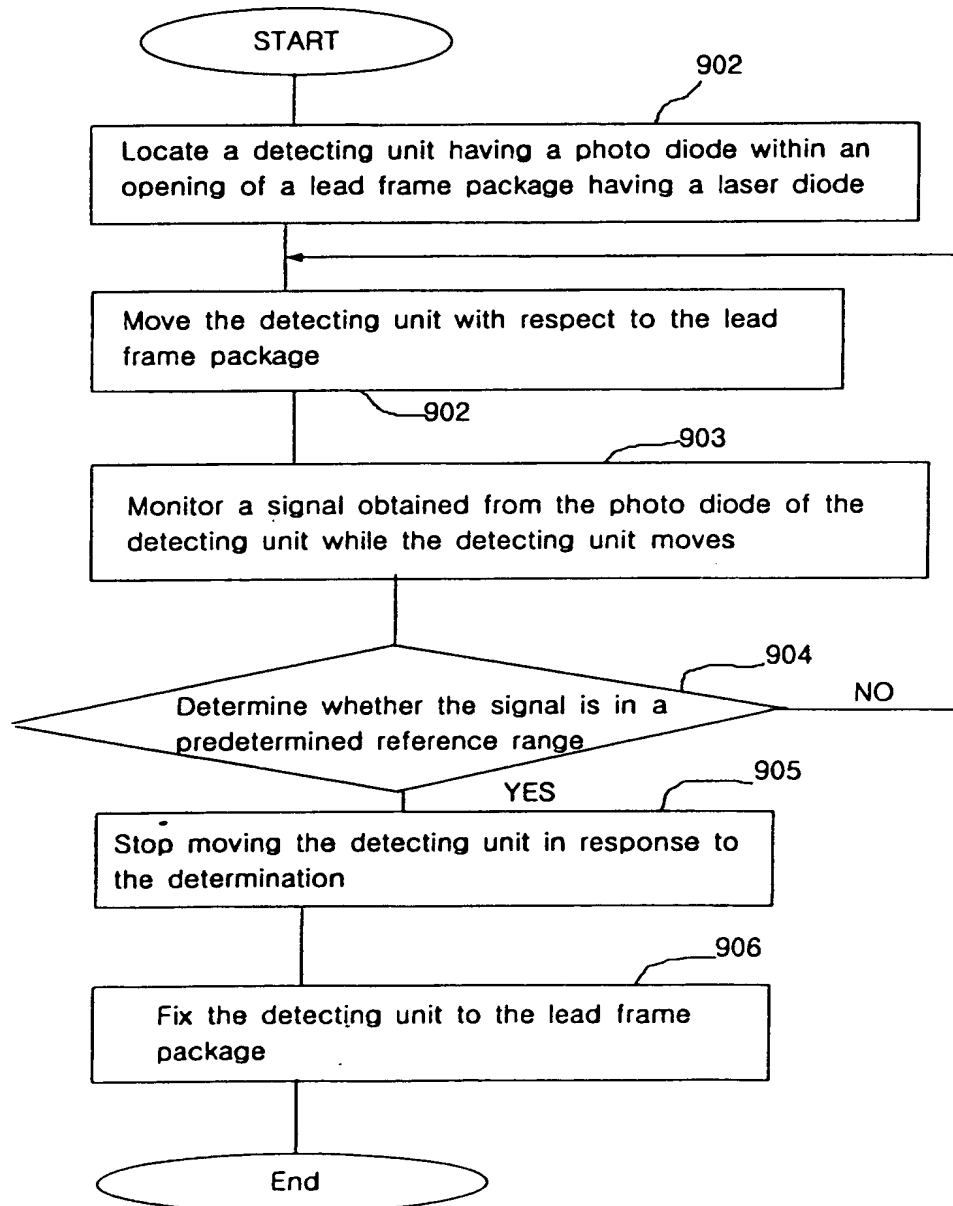 START
902
Locate a detecting unit having a photo diode within an
opening of a lead frame package having a laser diode
Move the detecting unit with respect to the lead
frame package
902
903
Monitor a signal obtained from the photo diode of the
detecting unit while the detecting unit moves
904
NO
Determine whether the signal is in a
predetermined reference range
YES
905
Stop moving the detecting unit in response to
the determination
906
Fix the detecting unit to the lead frame
package
End